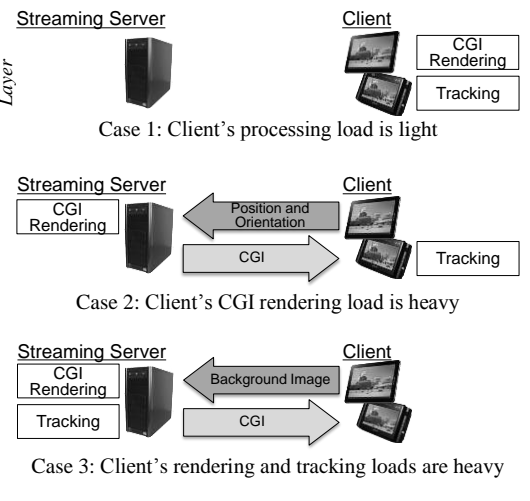 Layer
Streaming Server
Client
CGI
Rendering
Tracking
Case 1: Client's processing load is light
Streaming Server
Client
CGI
Rendering
Position and
Orientation
CGI
Tracking
Case 2: Client's CGI rendering load is heavy
Streaming Server
Client
CGI
Rendering
Background Image
Tracking
CGI
Case 3: Client's rendering and tracking loads are heavy